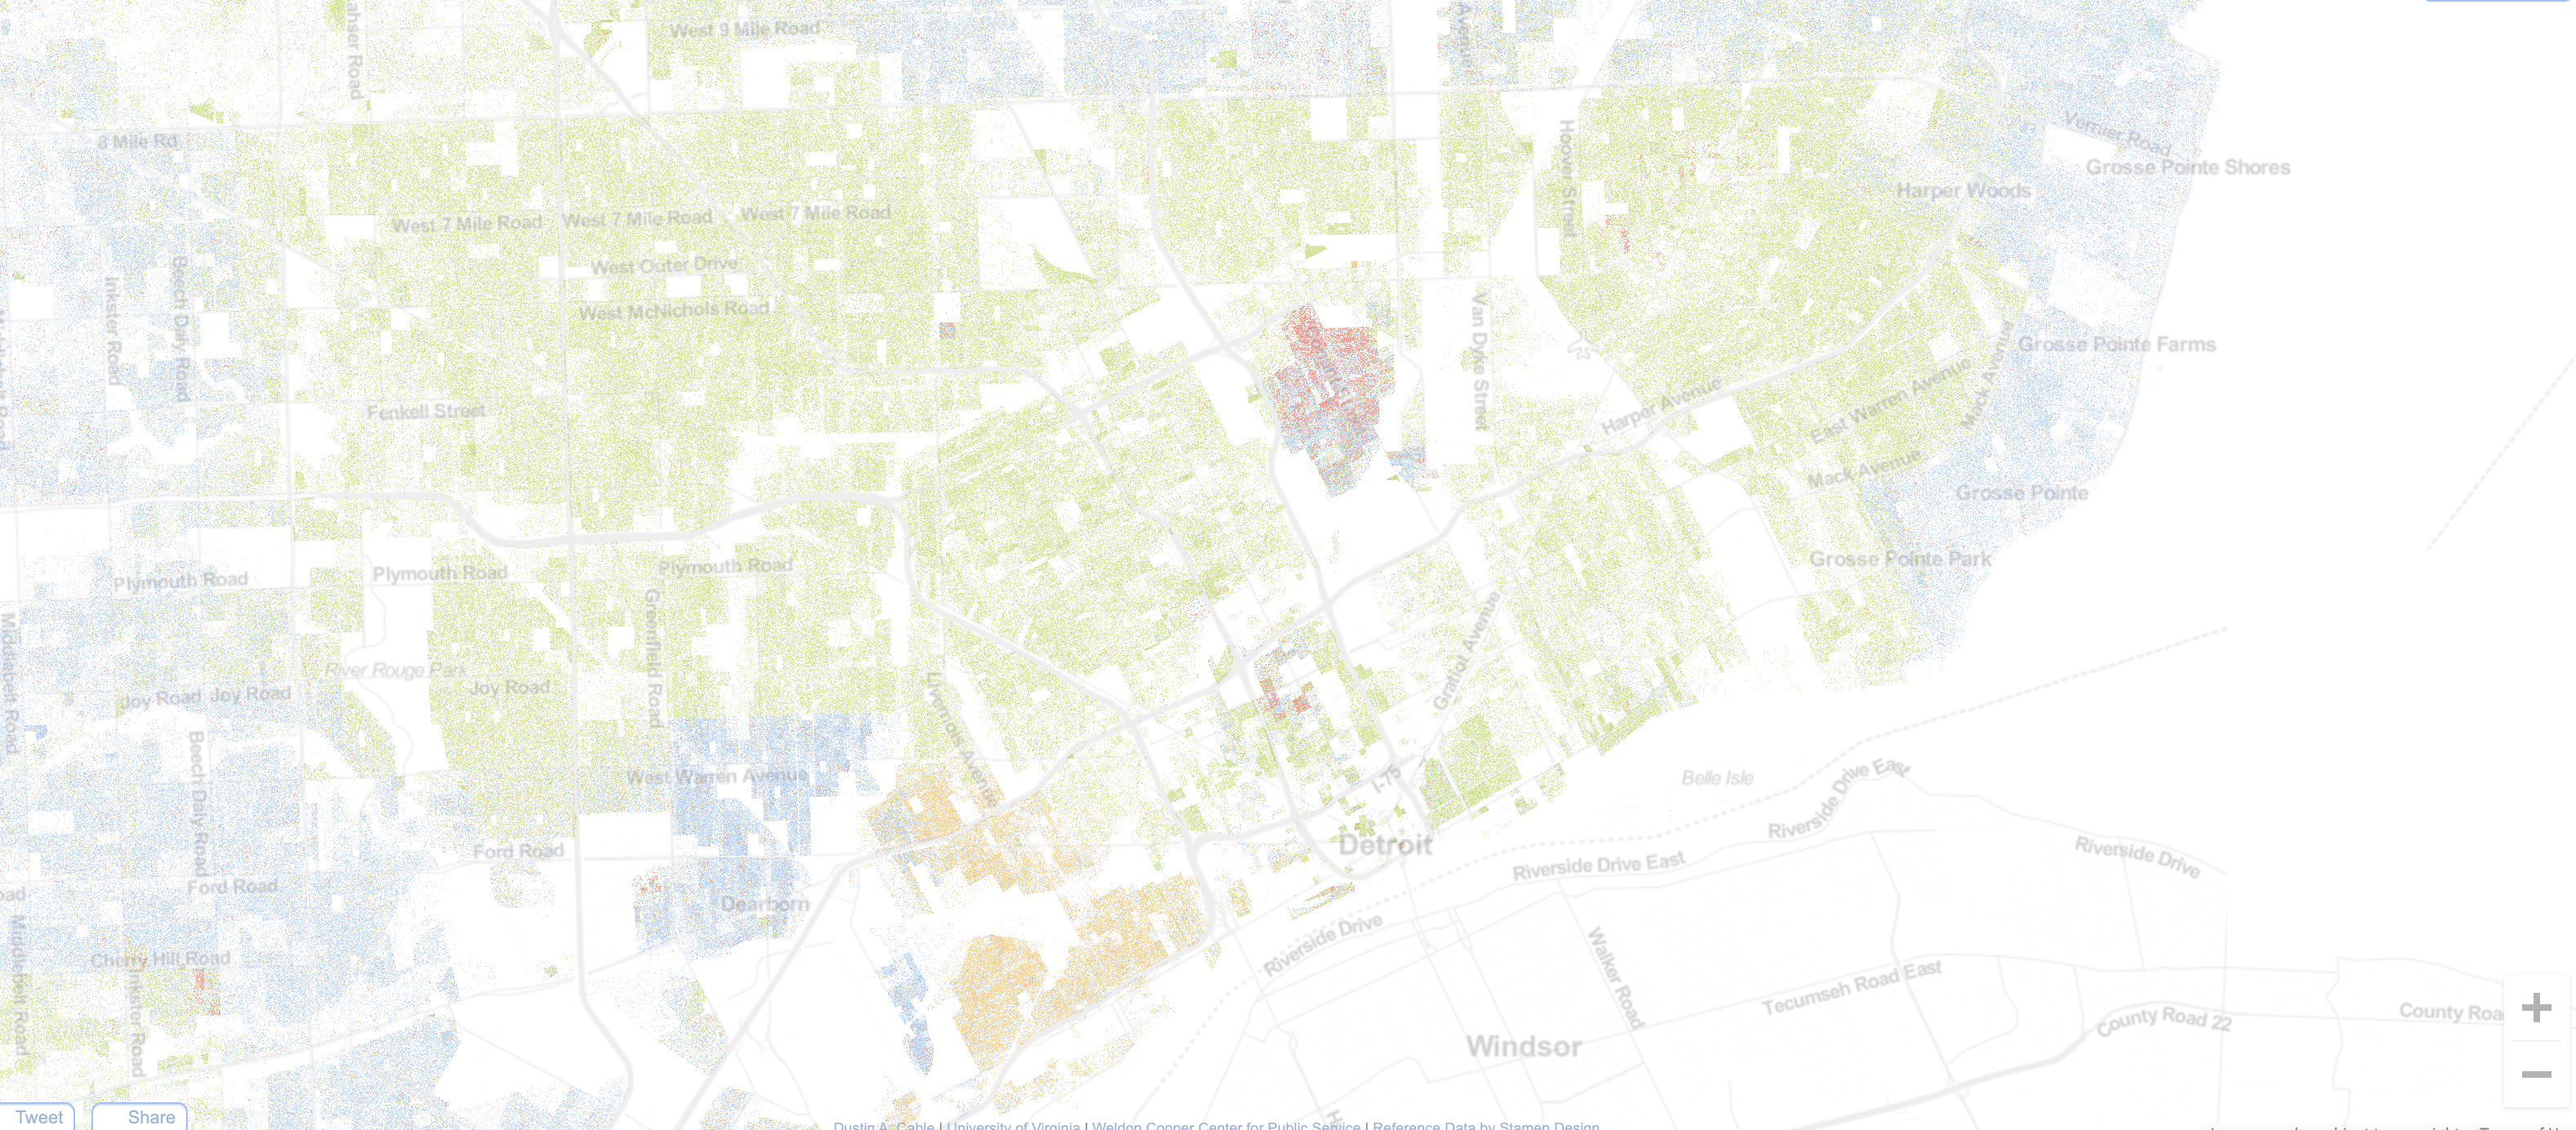 West 9 Mile Road
Avenue
8 Mile Rd
Hoover Street
Vernier Road
Grosse Pointe Shores
Harper Woods
West 7 Mile Road
West 7 Mile Road
West 7 Mile Road
West Outer Drive
West McNichols Road
Beech Daly Road
Inkster Road
Conant Street
Van Dyke Street
Grosse Pointe Farms
Mack Avenue
Harper Avenue
East Warren Avenue
Fenkell Street
Mack Avenue
Grosse Pointe
Grosse Pointe Park
Plymouth Road
Plymouth Road
Plymouth Road
Greenfield Road
Gratiot Avenue
Middlebelt Road
River Rouge Park
Joy Road
Joy Road
Joy Road
Livernois Avenue
Beech Daly Road
West Warren Avenue
I-75
Belle Isle
Riverside Drive East
Detroit
Ford Road
Riverside Drive East
Riverside Drive
Ford Road
Dearborn
oad
Middlebelt Road
Riverside Drive
Walker Road
Cherry Hill Road
Inkster Road
Tecumseh Road East
County Road 22
County Roa
Windsor
+
−
Tweet
Share
Dustin A. Cable | University of Virginia | Weldon Cooper Center for Public Service | Reference Data by Stamen Design